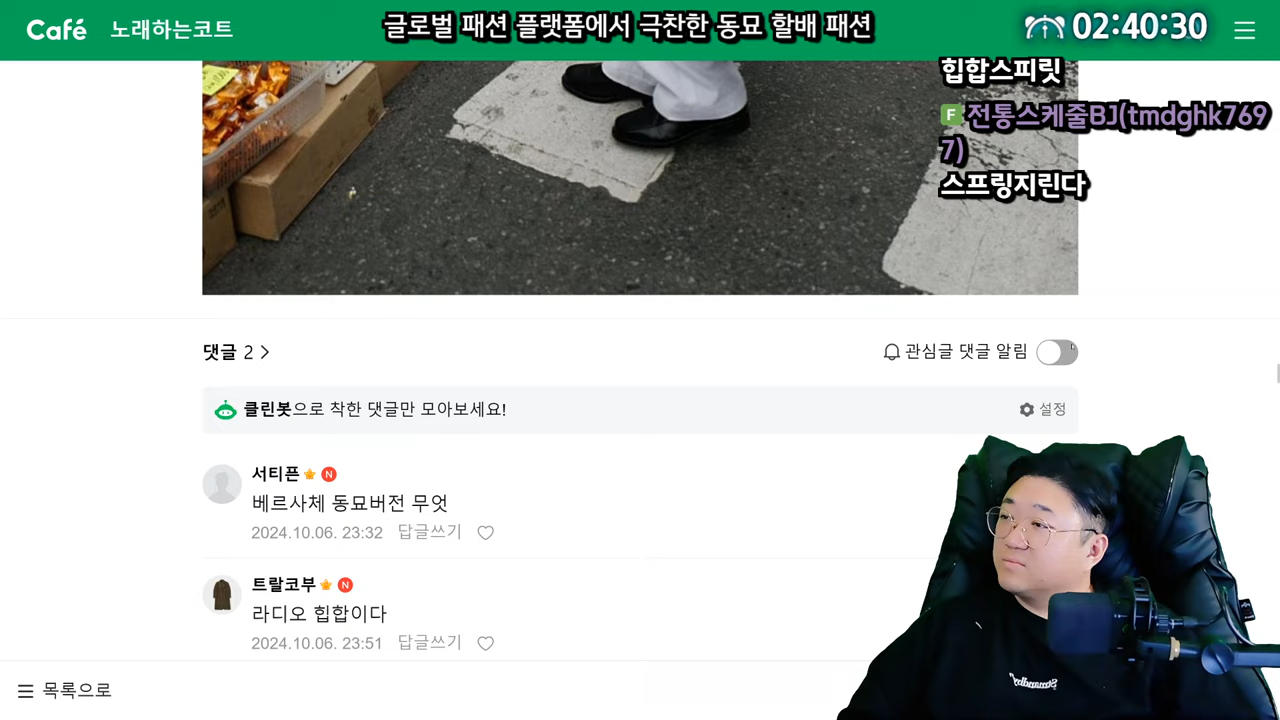 Café 노래하는코트
글로벌 패션 플랫폼에서 극찬한 동묘 할배 패션
02:40:30
힙합스피릿
F 전통스케줄BJ(tmdghk769
7)
스프링지린다
댓글 2
관심글 댓글 알림
클린봇으로 착한 댓글만 모아보세요!
설정
서티픈 N
베르사체 동묘버전 무엇
2024.10.06. 23:32 답글쓰기
트랄코부 N
라디오 힙합이다
2024.10.06. 23:51 답글쓰기
목록으로